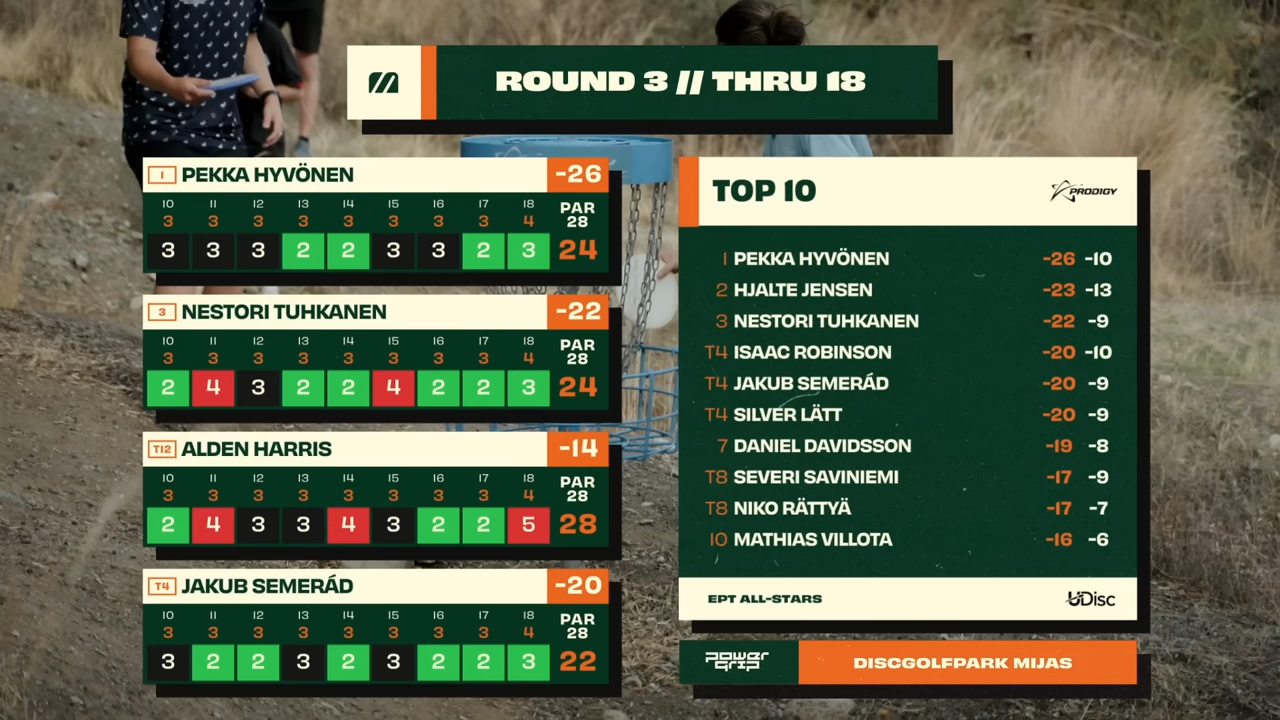 ROUND 3 // THRU 18
1 PEKKA HYVÖNEN -26
10 11 12 13 14 15 16 17 18 PAR
3 3 3 3 3 3 3 3 4 28
3 3 3 2 2 3 3 2 3 24
3 NESTORI TUHKANEN -22
10 11 12 13 14 15 16 17 18 PAR
3 3 3 3 3 3 3 3 4 28
2 4 3 2 2 4 2 2 3 24
T12 ALDEN HARRIS -14
10 11 12 13 14 15 16 17 18 PAR
3 3 3 3 3 3 3 3 4 28
2 4 3 3 4 3 2 2 5 28
T4 JAKUB SEMERÁD -20
10 11 12 13 14 15 16 17 18 PAR
3 3 3 3 3 3 3 3 4 28
3 2 2 3 2 3 2 2 3 22
TOP 10 PRODIGY
1 PEKKA HYVÖNEN -26 -10
2 HJALTE JENSEN -23 -13
3 NESTORI TUHKANEN -22 -9
T4 ISAAC ROBINSON -20 -10
T4 JAKUB SEMERÁD -20 -9
T4 SILVER LÄTT -20 -9
7 DANIEL DAVIDSSON -19 -8
T8 SEVERI SAVINIEMI -17 -9
T8 NIKO RÄTTYÄ -17 -7
10 MATHIAS VILLOTA -16 -6
EPT ALL-STARS UDisc
power grip DISCGOLFPARK MIJAS